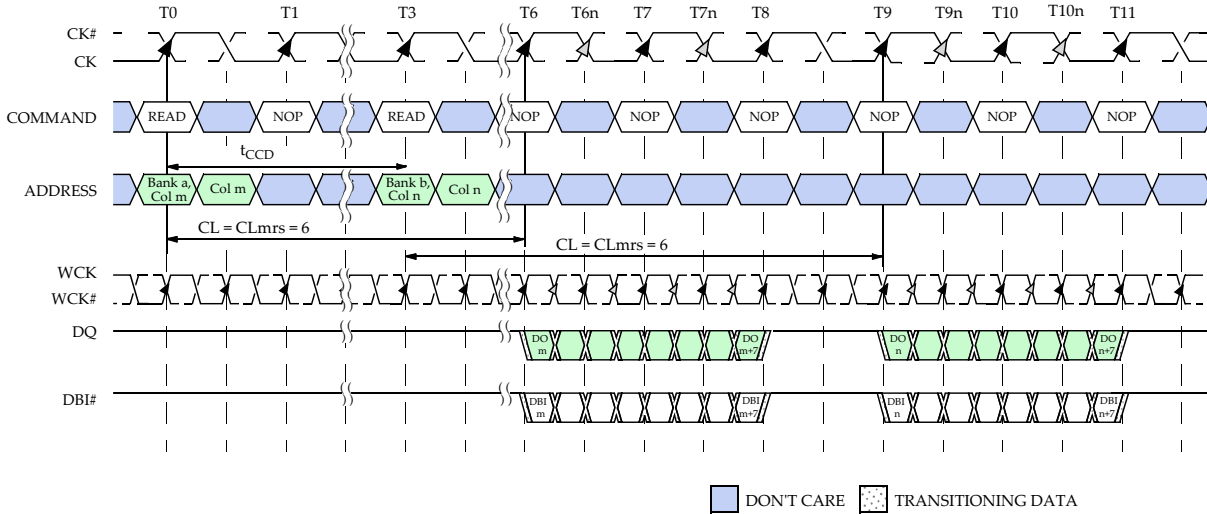 T0 T1 T3 T6 T6n T7 T7n T8 T9 T9n T10 T10n T11
CK#
CK
COMMAND READ NOP READ NOP NOP NOP NOP NOP NOP
tCCD
ADDRESS Bank a, Col m Col m Bank b, Col n Col n
CL = CLmrs = 6
CL = CLmrs = 6
WCK
WCK#
DQ DO m DO m+7 DO n DO n+7
DBI# DBI m DBI m+7 DBI n DBI n+7
DON'T CARE TRANSITIONING DATA